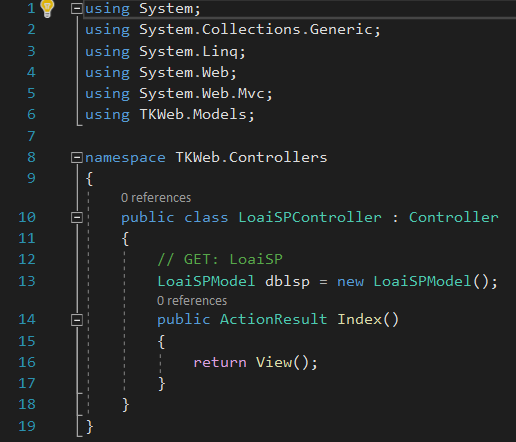 1 using System;
2 using System.Collections.Generic;
3 using System.Linq;
4 using System.Web;
5 using System.Web.Mvc;
6 using TKWeb.Models;
7
8 namespace TKWeb.Controllers
9 {
0 references
10 public class LoaiSPController : Controller
11 {
12 // GET: LoaiSP
13 LoaiSPModel dblsp = new LoaiSPModel();
0 references
14 public ActionResult Index()
15 {
16 return View();
17 }
18 }
19 }